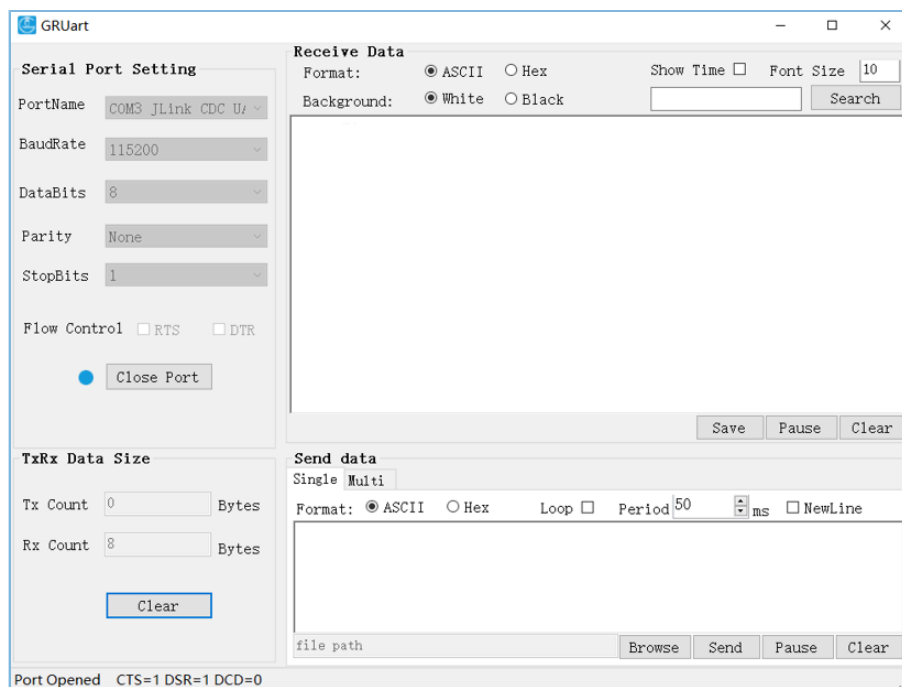 GRUart
Serial Port Setting
PortName
COM3 JLink CDC UA
BaudRate
115200
DataBits
8
Parity
None
StopBits
1
Flow Control RTS DTR
Close Port
Receive Data
Format: ASCII Hex Show Time Font Size 10
Background: White Black Search
Save Pause Clear
TxRx Data Size
Tx Count 0 Bytes
Rx Count 8 Bytes
Clear
Send data
Single Multi
Format: ASCII Hex Loop Period 50 ms NewLine
file path Browse Send Pause Clear
Port Opened CTS=1 DSR=1 DCD=0